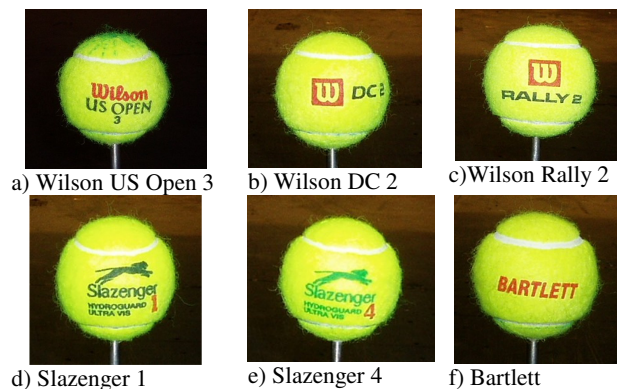 Wilson
US OPEN
3
W DC 2
W
RALLY 2
a) Wilson US Open 3
b) Wilson DC 2
c)Wilson Rally 2
Slazenger 1
HYDROGUARD
ULTRA VIS
Slazenger
HYDROGUARD 4
ULTRA VIS
BARTLETT
d) Slazenger 1
e) Slazenger 4
f) Bartlett